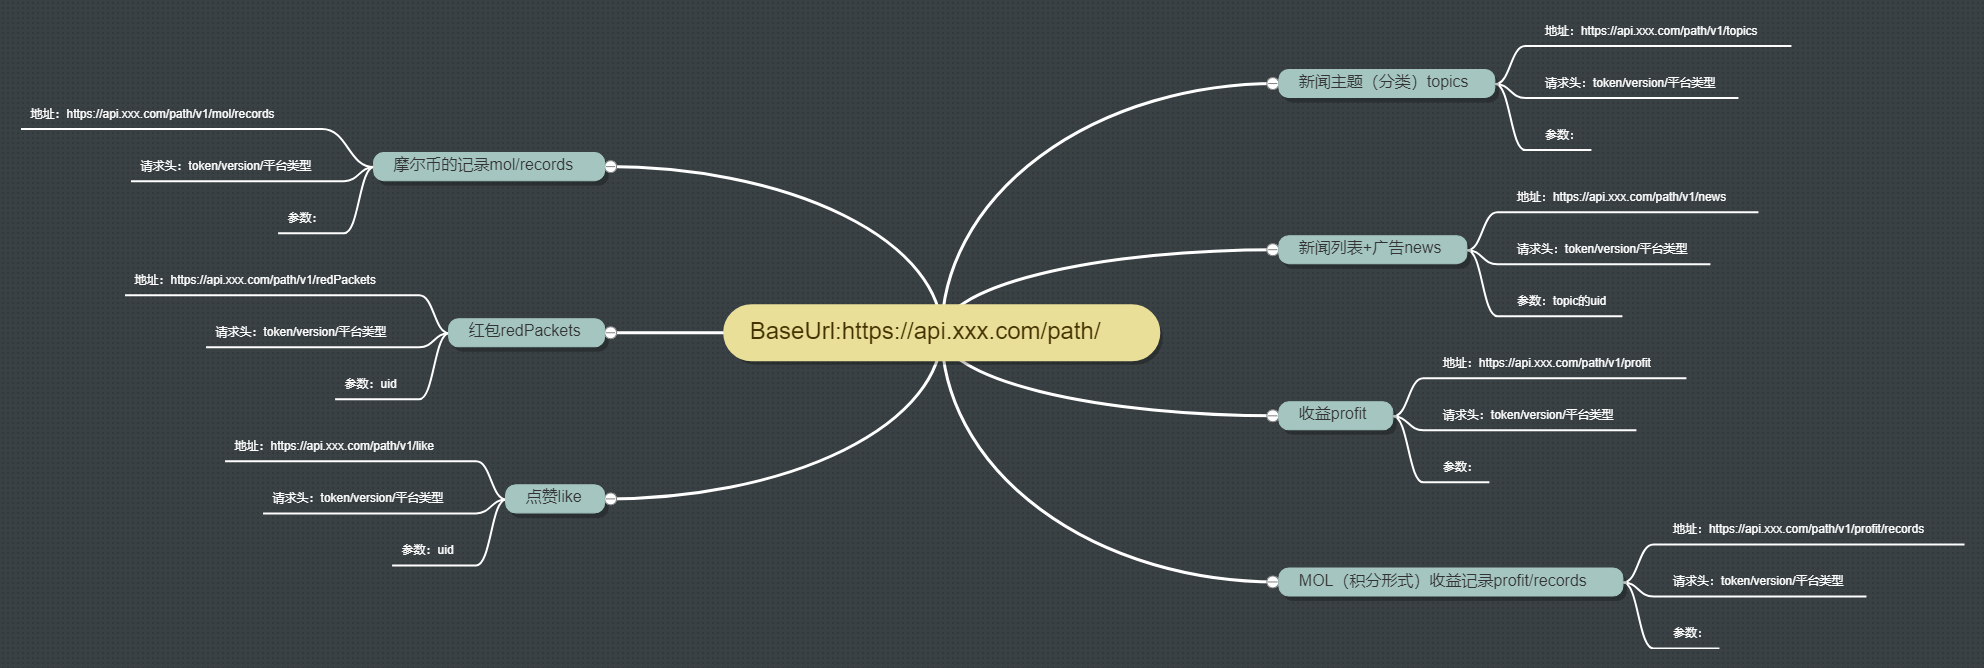 BaseUrl:https://api.xxx.com/path/
新闻主题（分类）topics
地址：https://api.xxx.com/path/v1/topics
请求头：token/version/平台类型
参数：
新闻列表+广告news
地址：https://api.xxx.com/path/v1/news
请求头：token/version/平台类型
参数：topic的uid
收益profit
地址：https://api.xxx.com/path/v1/profit
请求头：token/version/平台类型
参数：
MOL（积分形式）收益记录profit/records
地址：https://api.xxx.com/path/v1/profit/records
请求头：token/version/平台类型
参数：
摩尔币的记录mol/records
地址：https://api.xxx.com/path/v1/mol/records
请求头：token/version/平台类型
参数：
红包redPackets
地址：https://api.xxx.com/path/v1/redPackets
请求头：token/version/平台类型
参数：uid
点赞like
地址：https://api.xxx.com/path/v1/like
请求头：token/version/平台类型
参数：uid